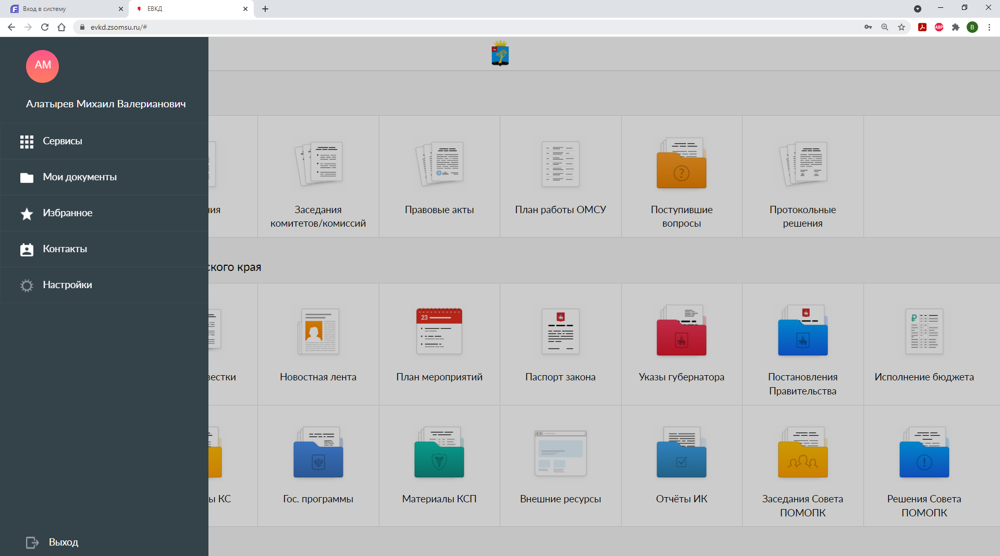 Вход в систему
ЕВКД
evkd.zsomsu.ru/#
ABP
B
АМ
Алатырев Михаил Валерианович
Сервисы
Мои документы
Избранное
Контакты
Настройки
Выход
ния
Заседания
комитетов/комиссий
Правовые акты
План работы ОМСУ
?
Поступившие
вопросы
Протокольные
решения
ского края
вестки
Новостная лента
23
План мероприятий
Паспорт закона
Указы губернатора
Постановления
Правительства
₽
Исполнение бюджета
ы КС
Гос. программы
Материалы КСП
Внешние ресурсы
Отчёты ИК
Заседания Совета
ПОМОПК
!
Решения Совета
ПОМОПК